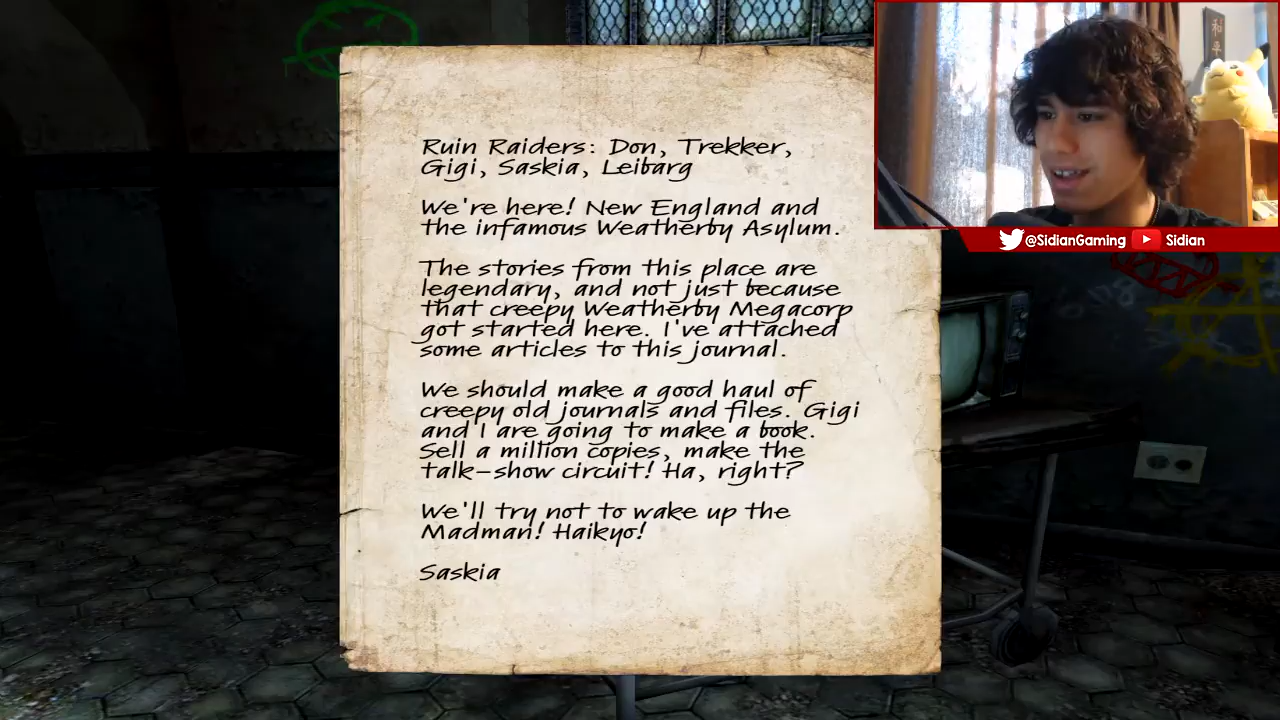 Ruin Raiders: Don, Trekker,
Gigi, Saskia, Leibarg
We're here! New England and
the infamous Weatherby Asylum.
The stories from this place are
legendary, and not just because
that creepy Weatherby Megacorp
got started here. I've attached
some articles to this journal.
We should make a good haul of
creepy old journals and files. Gigi
and I are going to make a book.
Sell a million copies, make the
talk-show circuit! Ha, right?
We'll try not to wake up the
Madman! Haikyo!
Saskia
和
平
@SidianGaming Sidian